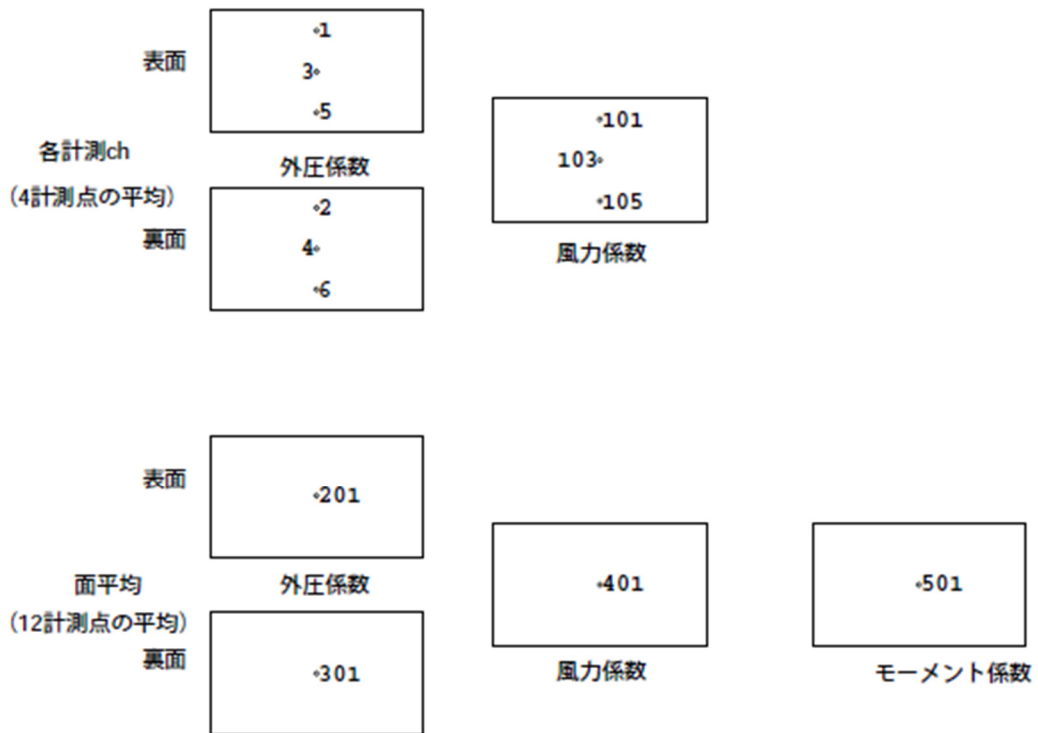 表面
1
3
5
各計測ch
(4計測点の平均)
外圧係数
裏面
2
4
6
101
103
105
風力係数
表面
201
面平均
(12計測点の平均)
外圧係数
裏面
301
401
風力係数
501
モーメント係数